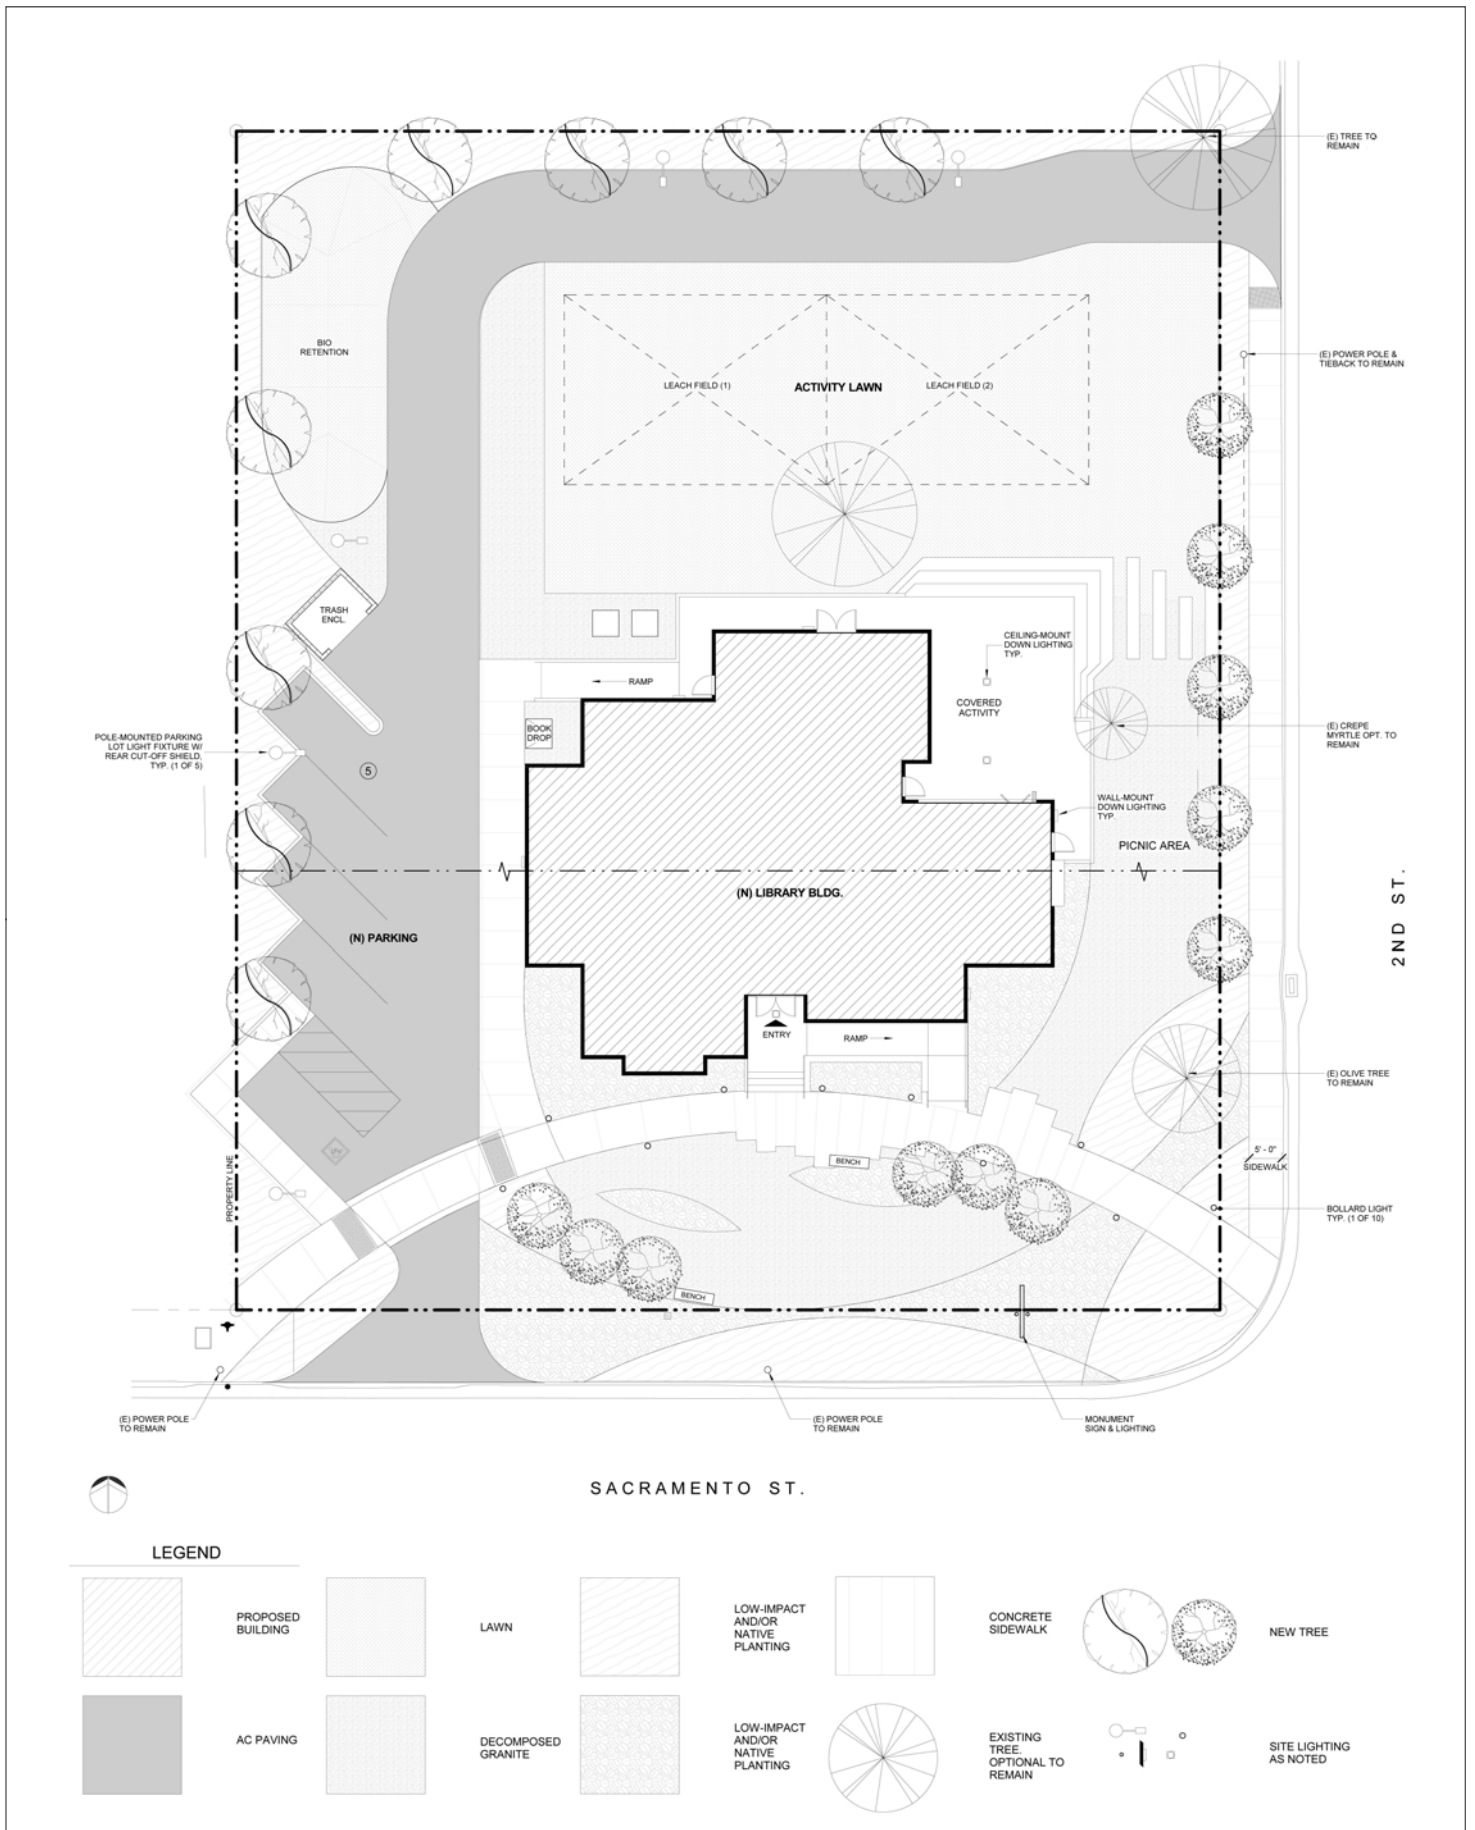 (E) TREE TO
REMAIN
BIO
RETENTION
(E) POWER POLE &
TIEBACK TO REMAIN
LEACH FIELD (1)
ACTIVITY LAWN
LEACH FIELD (2)
TRASH
ENCL.
CEILING-MOUNT
DOWN LIGHTING
TYP.
RAMP
COVERED
ACTIVITY
BOOK
DROP
(E) CREPE
MYRTLE OPT. TO
REMAIN
POLE-MOUNTED PARKING
LOT LIGHT FIXTURE W/
REAR CUT-OFF SHIELD,
TYP. (1 OF 5)
5
WALL-MOUNT
DOWN LIGHTING
TYP.
PICNIC AREA
(N) LIBRARY BLDG.
2ND ST.
(N) PARKING
ENTRY
RAMP
(E) OLIVE TREE
TO REMAIN
5' - 0"
SIDEWALK
BENCH
PROPERTY LINE
BOLLARD LIGHT
TYP. (1 OF 10)
BENCH
(E) POWER POLE
TO REMAIN
(E) POWER POLE
TO REMAIN
MONUMENT
SIGN & LIGHTING
SACRAMENTO ST.
LEGEND
PROPOSED
BUILDING
LAWN
LOW-IMPACT
AND/OR
NATIVE
PLANTING
CONCRETE
SIDEWALK
NEW TREE
AC PAVING
DECOMPOSED
GRANITE
LOW-IMPACT
AND/OR
NATIVE
PLANTING
EXISTING
TREE.
OPTIONAL TO
REMAIN
SITE LIGHTING
AS NOTED